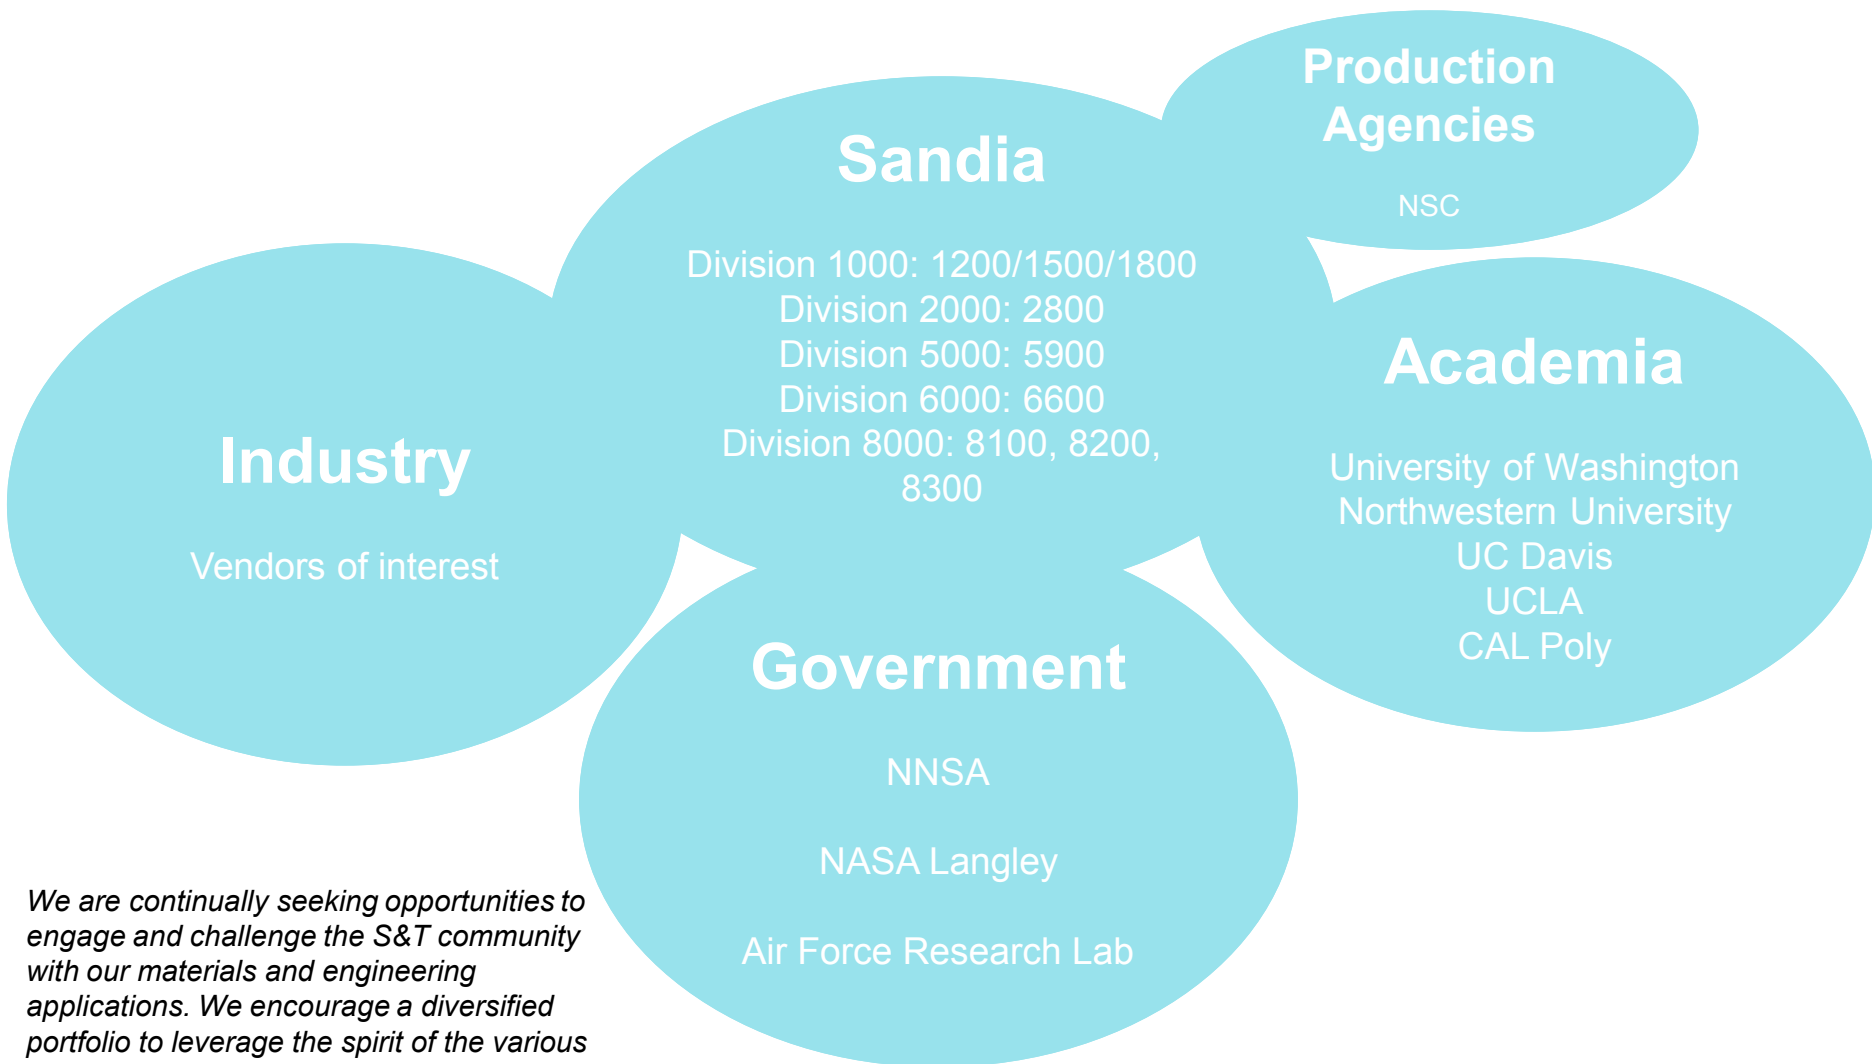 Production
Agencies
NSC
Sandia
Division 1000: 1200/1500/1800
Division 2000: 2800
Division 5000: 5900
Division 6000: 6600
Division 8000: 8100, 8200,
8300
Industry
Vendors of interest
Academia
University of Washington
Northwestern University
UC Davis
UCLA
CAL Poly
Government
NNSA
NASA Langley
Air Force Research Lab
We are continually seeking opportunities to
engage and challenge the S&T community
with our materials and engineering
applications. We encourage a diversified
portfolio to leverage the spirit of the various